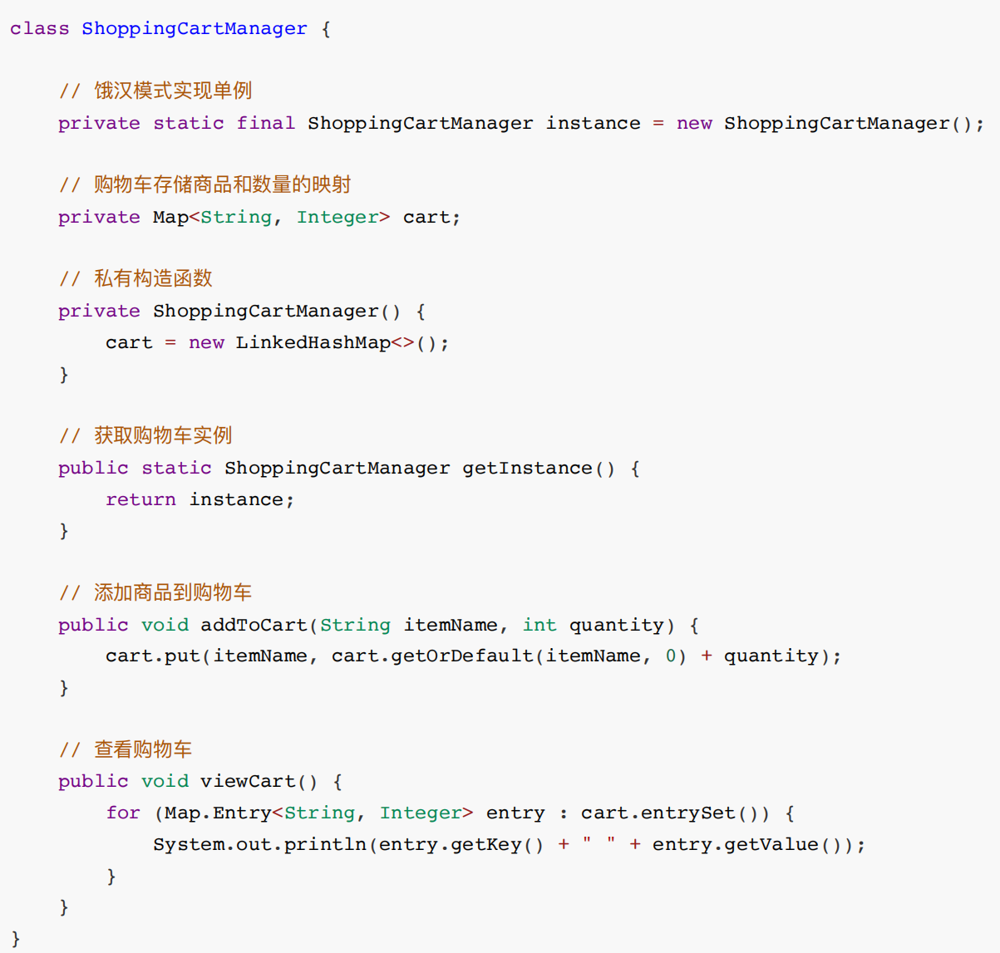 class ShoppingCartManager {
// 饿汉模式实现单例
private static final ShoppingCartManager instance = new ShoppingCartManager();
// 购物车存储商品和数量的映射
private Map<String, Integer> cart;
// 私有构造函数
private ShoppingCartManager() {
cart = new LinkedHashMap<>();
}
// 获取购物车实例
public static ShoppingCartManager getInstance() {
return instance;
}
// 添加商品到购物车
public void addToCart(String itemName, int quantity) {
cart.put(itemName, cart.getOrDefault(itemName, 0) + quantity);
}
// 查看购物车
public void viewCart() {
for (Map.Entry<String, Integer> entry : cart.entrySet()) {
System.out.println(entry.getKey() + " " + entry.getValue());
}
}
}